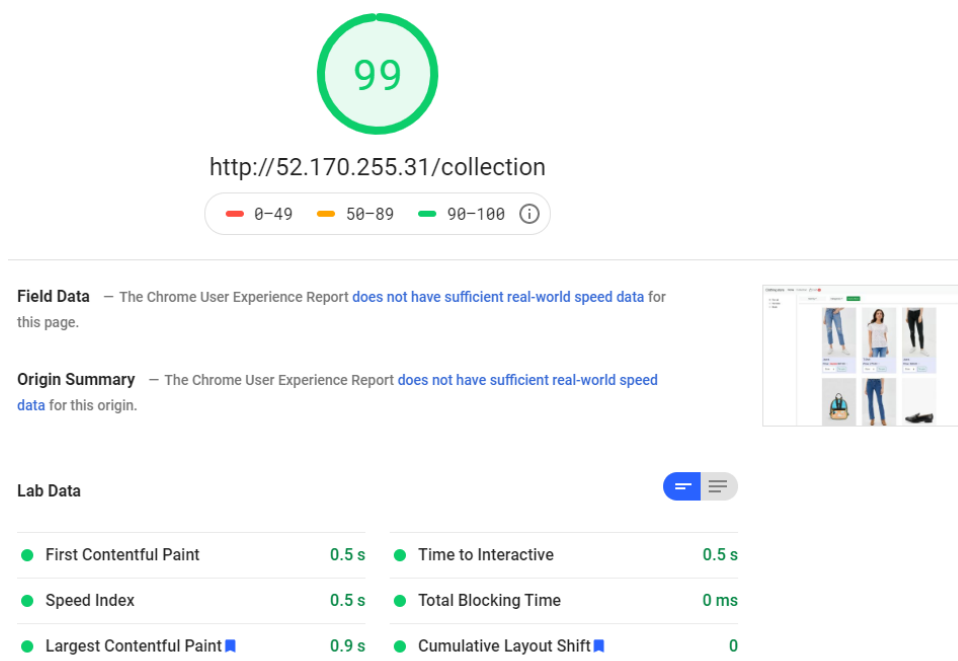 99
http://52.170.255.31/collection
0–49 50–89 90–100
Field Data — The Chrome User Experience Report does not have sufficient real-world speed data for
this page.
Origin Summary — The Chrome User Experience Report does not have sufficient real-world speed
data for this origin.
Lab Data
First Contentful Paint 0.5 s
Time to Interactive 0.5 s
Speed Index 0.5 s
Total Blocking Time 0 ms
Largest Contentful Paint 0.9 s
Cumulative Layout Shift 0